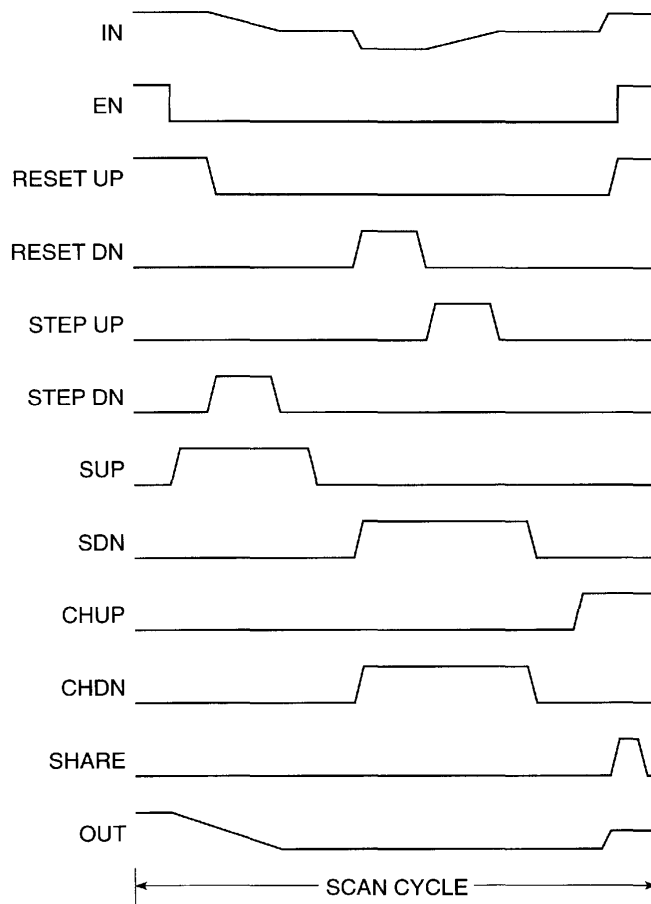 IN
EN
RESET UP
RESET DN
STEP UP
STEP DN
SUP
SDN
CHUP
CHDN
SHARE
OUT
SCAN CYCLE